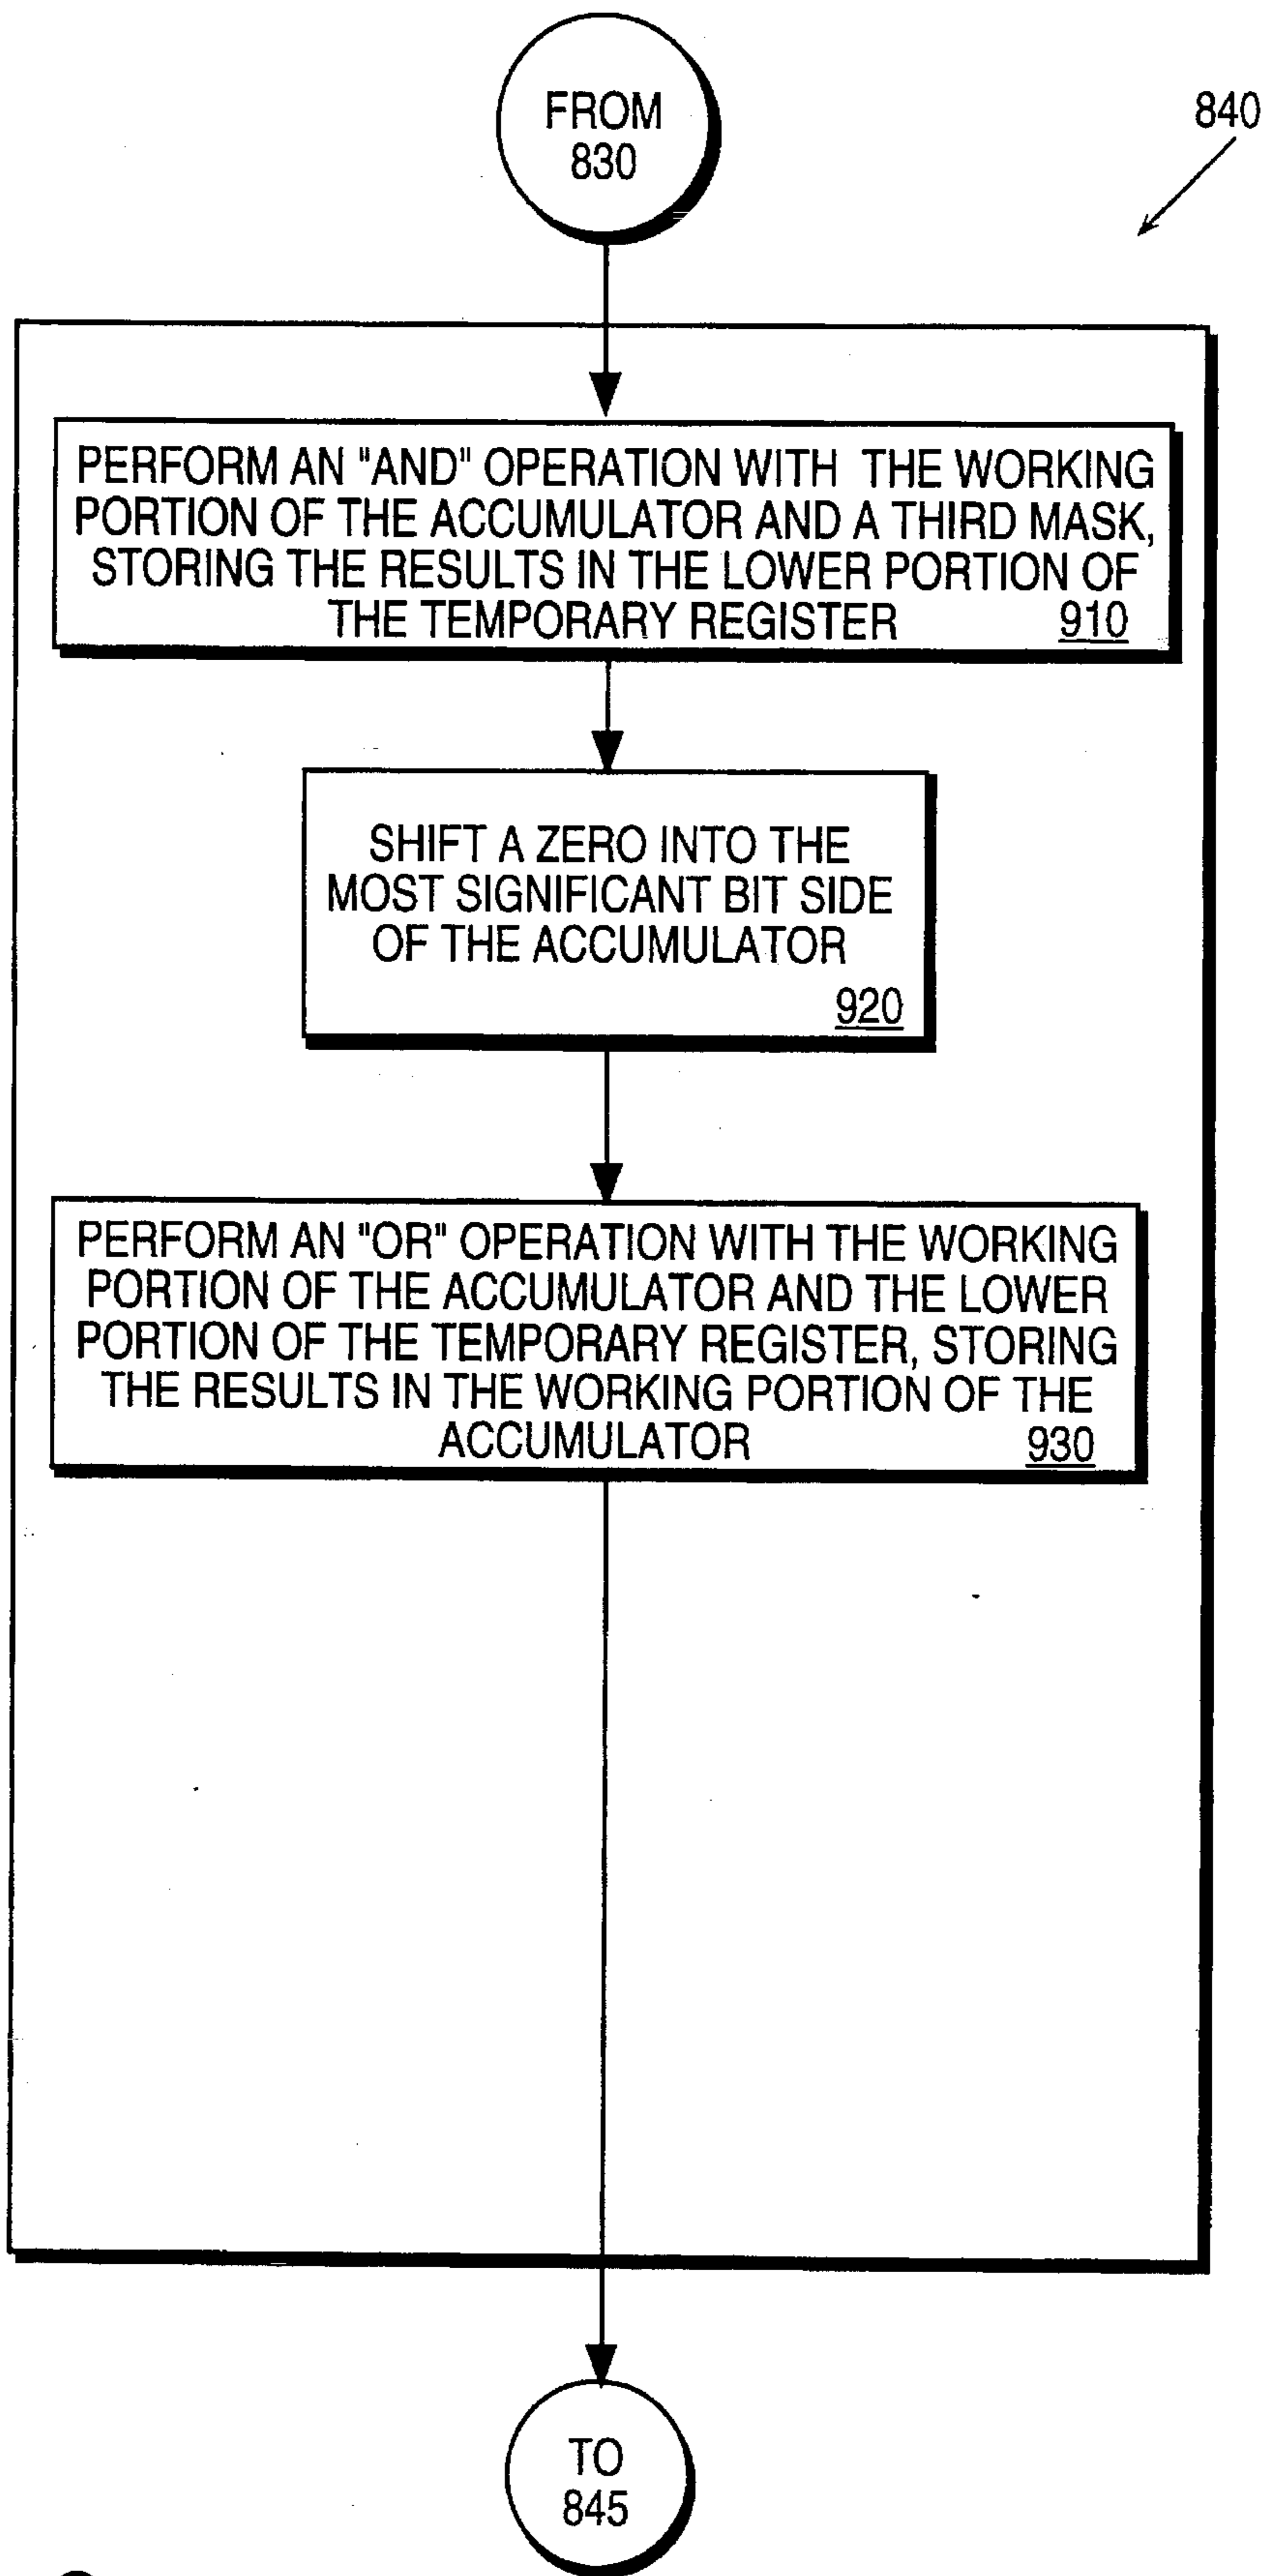 FROM
830
840
PERFORM AN "AND" OPERATION WITH THE WORKING
PORTION OF THE ACCUMULATOR AND A THIRD MASK,
STORING THE RESULTS IN THE LOWER PORTION OF
THE TEMPORARY REGISTER 910
SHIFT A ZERO INTO THE
MOST SIGNIFICANT BIT SIDE
OF THE ACCUMULATOR
920
PERFORM AN "OR" OPERATION WITH THE WORKING
PORTION OF THE ACCUMULATOR AND THE LOWER
PORTION OF THE TEMPORARY REGISTER, STORING
THE RESULTS IN THE WORKING PORTION OF THE
ACCUMULATOR 930
TO
845